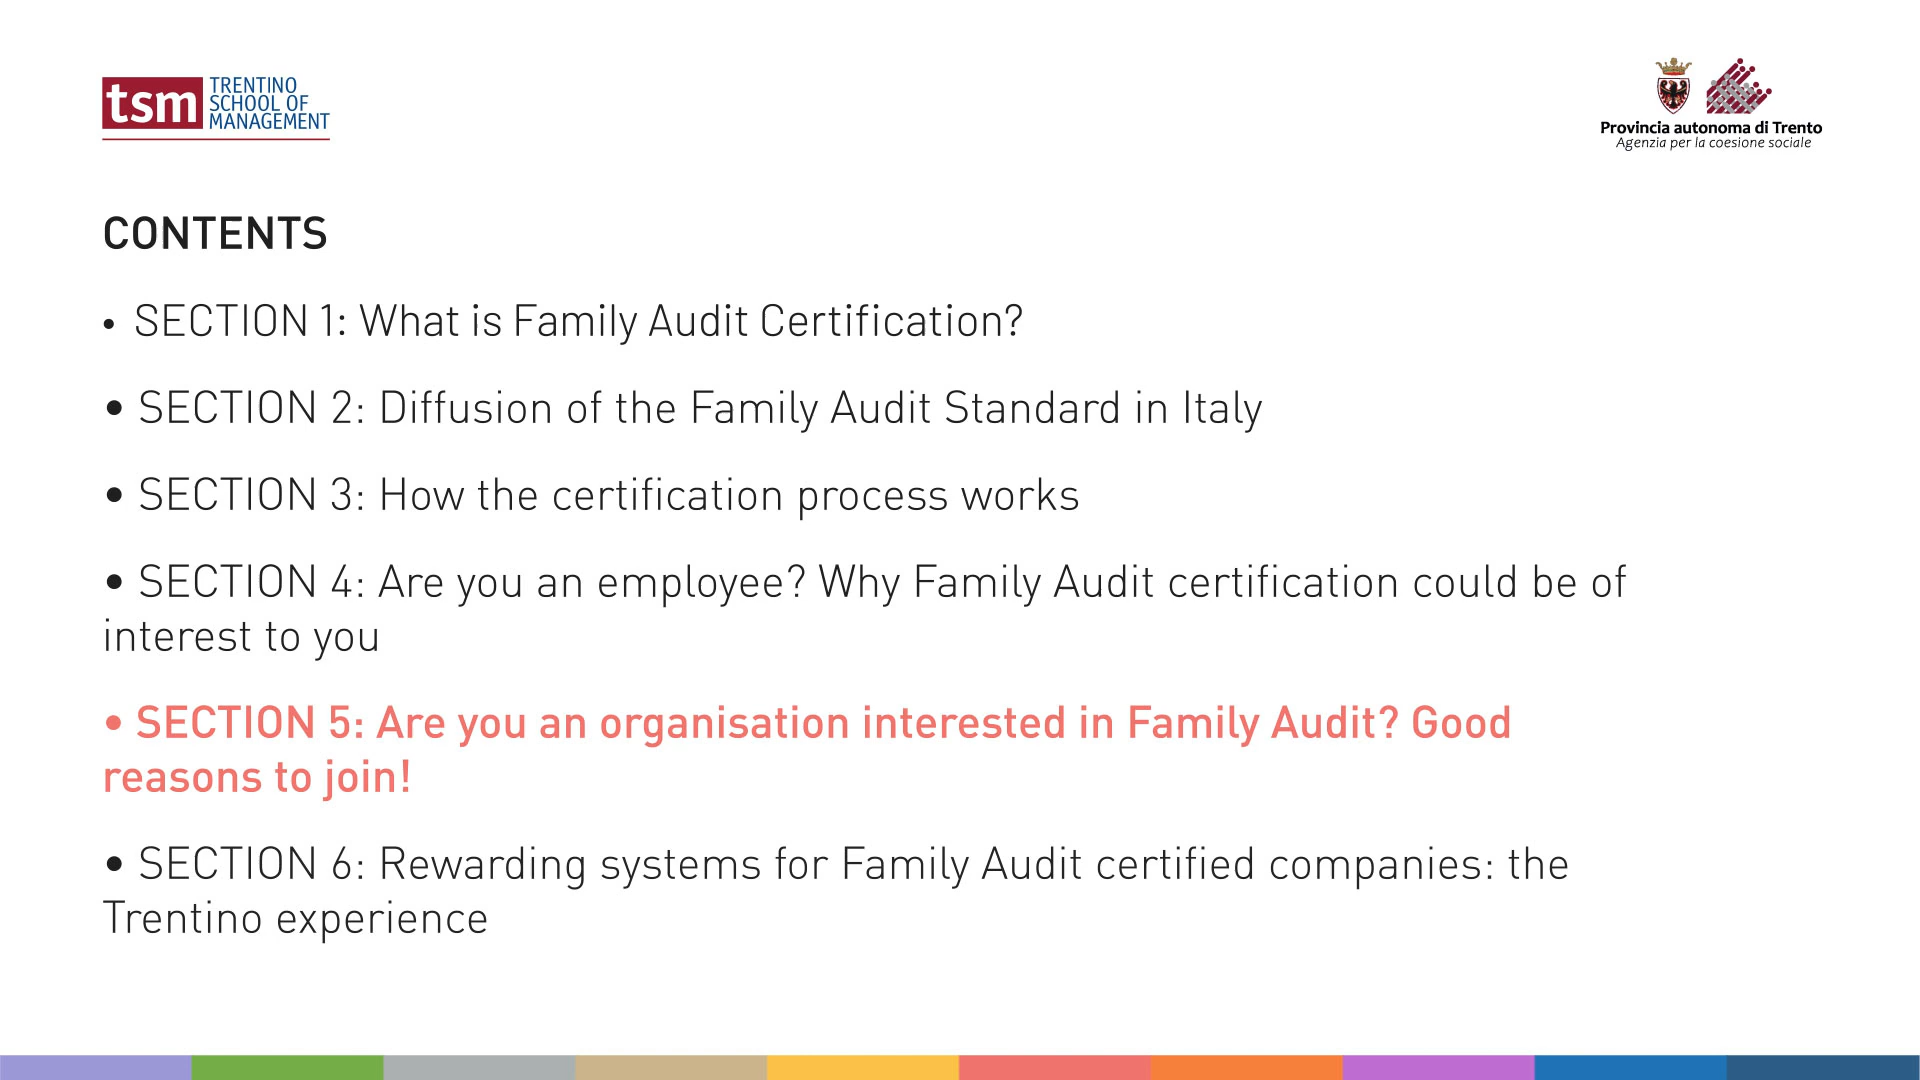 tsm TRENTINO
SCHOOL OF
MANAGEMENT
Provincia autonoma di Trento
Agenzia per la coesione sociale
CONTENTS
• SECTION 1: What is Family Audit Certification?
• SECTION 2: Diffusion of the Family Audit Standard in Italy
• SECTION 3: How the certification process works
• SECTION 4: Are you an employee? Why Family Audit certification could be of
interest to you
• SECTION 5: Are you an organisation interested in Family Audit? Good
reasons to join!
• SECTION 6: Rewarding systems for Family Audit certified companies: the
Trentino experience